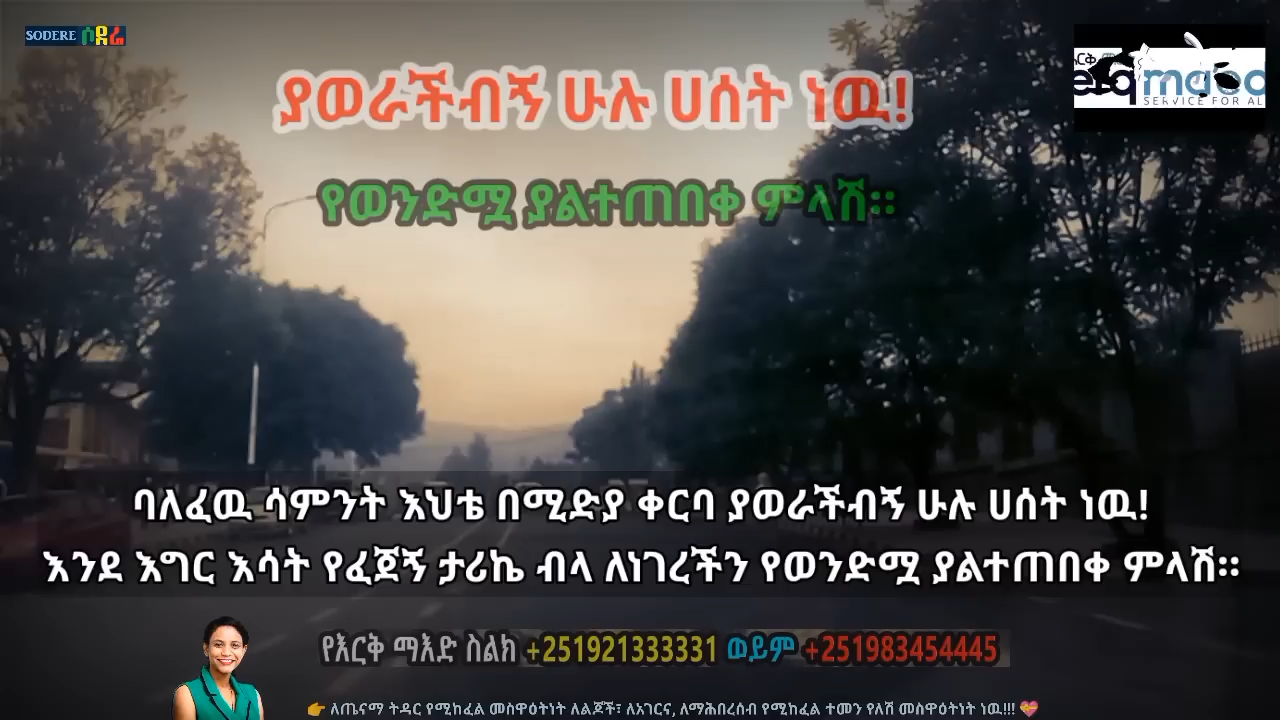 SODERE ሶደሬ
ያወራችብኝ ሁሉ ሀሰት ነዉ!
SERVICE FOR AL
የወንድሟ ያልተጠበቀ ምላሽ።
ባለፈዉ ሳምንት እህቴ በሚድያ ቀርባ ያወራችብኝ ሁሉ ሀሰት ነዉ!
እንደ እግር እሳት የፈጀኝ ታሪኬ ብላ ለነገረችን የወንድሟ ያልተጠበቀ ምላሽ።
የእርቅ ማእድ ስልክ +251921333331 ወይም +251983454445
👉 ለጤናማ ትዳር የሚከፈል መስዋዕትነት ለልጆች፣ ለአገርና, ለማሕበረሰብ የሚከፈል ተመን የለሽ መስዋዕትነት ነዉ!!! 💝